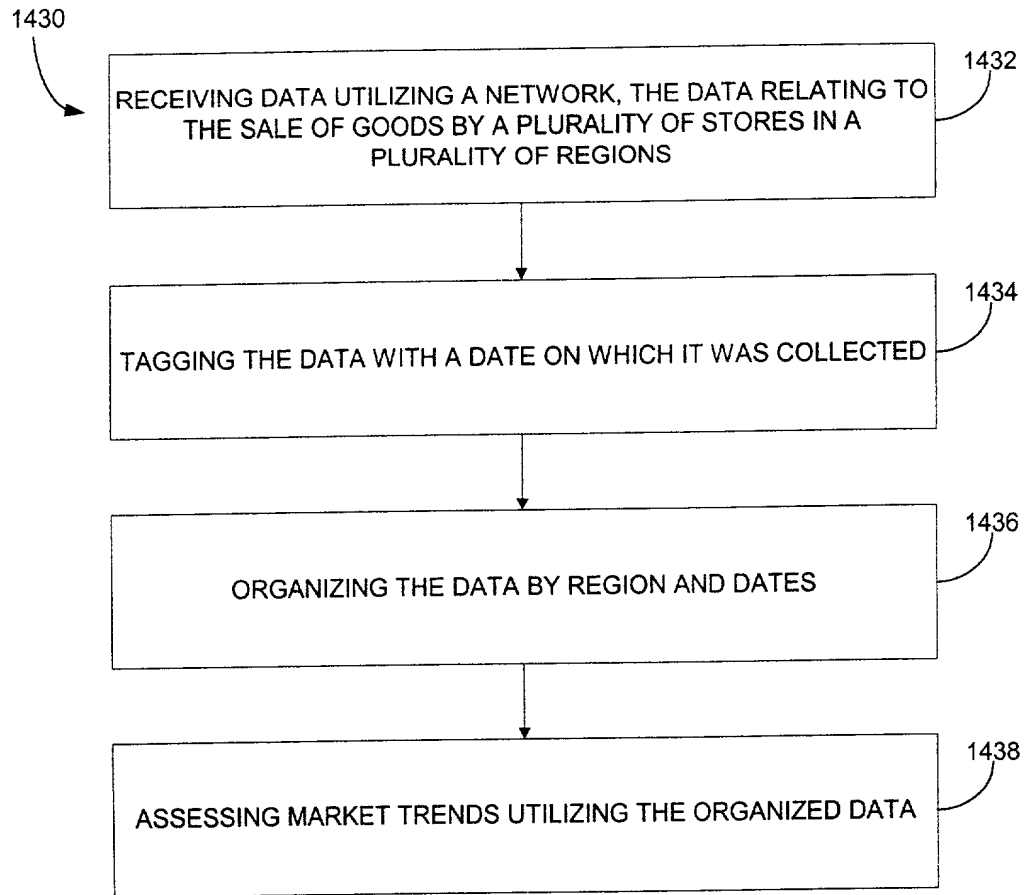 1430
1432
RECEIVING DATA UTILIZING A NETWORK, THE DATA RELATING TO
THE SALE OF GOODS BY A PLURALITY OF STORES IN A
PLURALITY OF REGIONS
1434
TAGGING THE DATA WITH A DATE ON WHICH IT WAS COLLECTED
1436
ORGANIZING THE DATA BY REGION AND DATES
1438
ASSESSING MARKET TRENDS UTILIZING THE ORGANIZED DATA